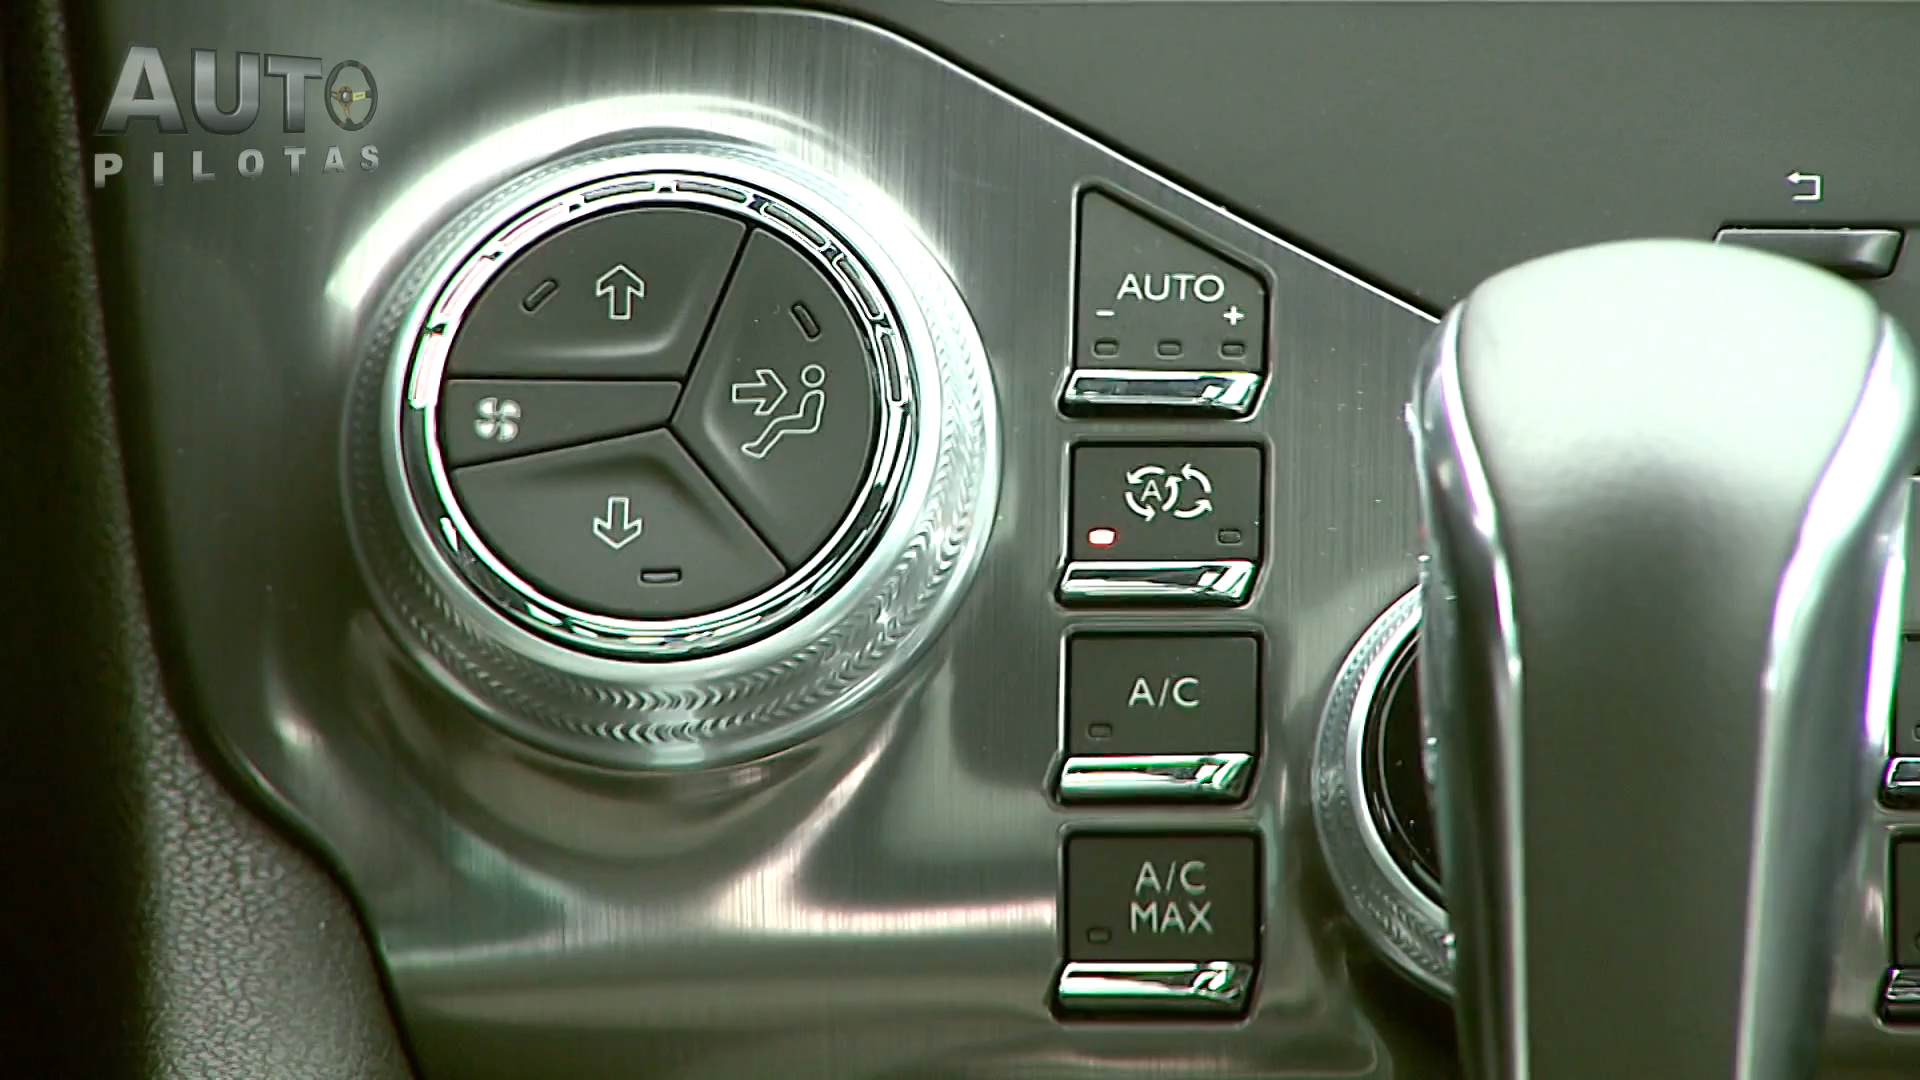 AUTO
PILOTAS
AUTO
- +
A
A/C
A/C
MAX